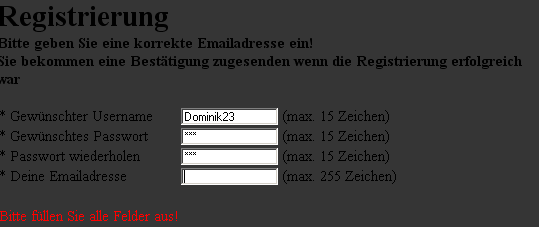 Registrierung
Bitte geben Sie eine korrekte Emailadresse ein!
Sie bekommen eine Bestätigung zugesenden wenn die Registrierung erfolgreich
war
* Gewünschter Username Dominik23 (max. 15 Zeichen)
* Gewünschtes Passwort *** (max. 15 Zeichen)
* Passwort wiederholen *** (max. 15 Zeichen)
* Deine Emailadresse (max. 255 Zeichen)
Bitte füllen Sie alle Felder aus!